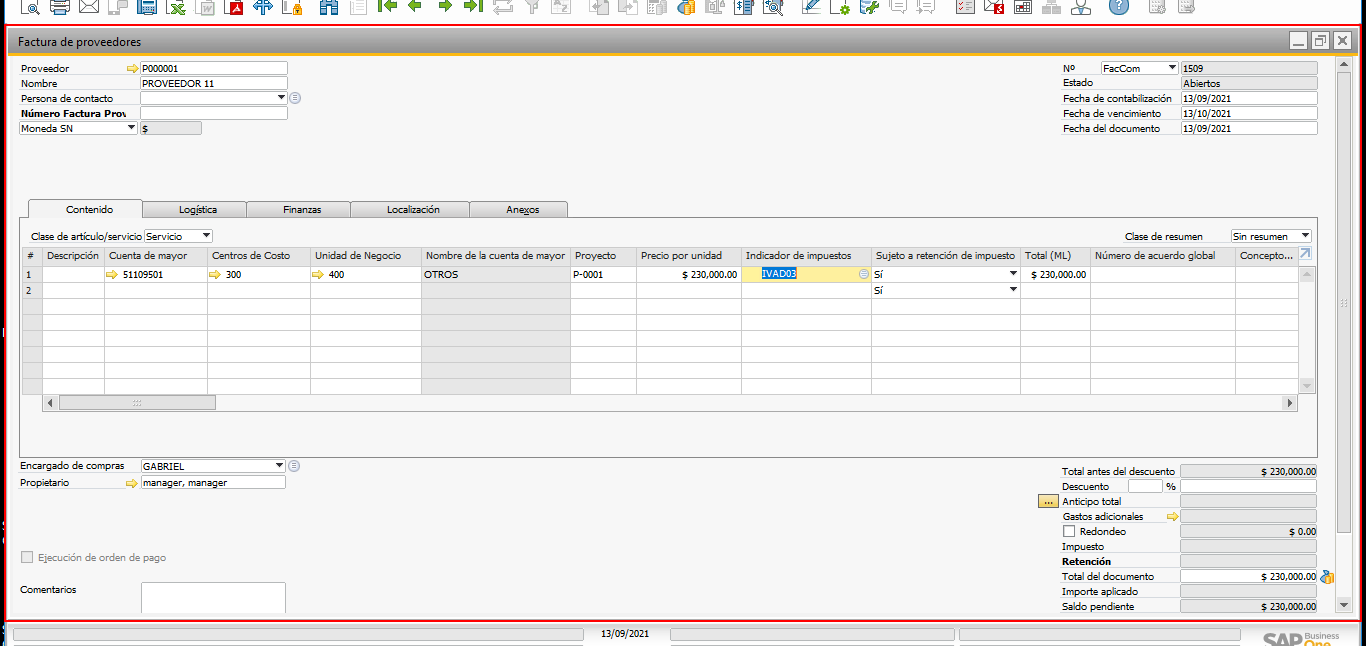 Factura de proveedores
Proveedor P000001
Nombre PROVEEDOR 11
Persona de contacto
Número Factura Prov
Moneda SN $
Nº FacCom 1509
Estado Abiertos
Fecha de contabilización 13/09/2021
Fecha de vencimiento 13/10/2021
Fecha del documento 13/09/2021
Contenido Logística Finanzas Localización Anexos
Clase de artículo/servicio Servicio Clase de resumen Sin resumen
# Descripción Cuenta de mayor Centros de Costo Unidad de Negocio Nombre de la cuenta de mayor Proyecto Precio por unidad Indicador de impuestos Sujeto a retención de impuesto Total (ML) Número de acuerdo global Concepto...
1 51109501 300 400 OTROS P-0001 $ 230,000.00 IVAD03 Sí $ 230,000.00
2 Sí
Encargado de compras GABRIEL
Propietario manager, manager
Ejecución de orden de pago
Comentarios
Total antes del descuento $ 230,000.00
Descuento %
... Anticipo total
Gastos adicionales
Redondeo $ 0.00
Impuesto
Retención
Total del documento $ 230,000.00
Importe aplicado
Saldo pendiente $ 230,000.00
13/09/2021
SAP Business One